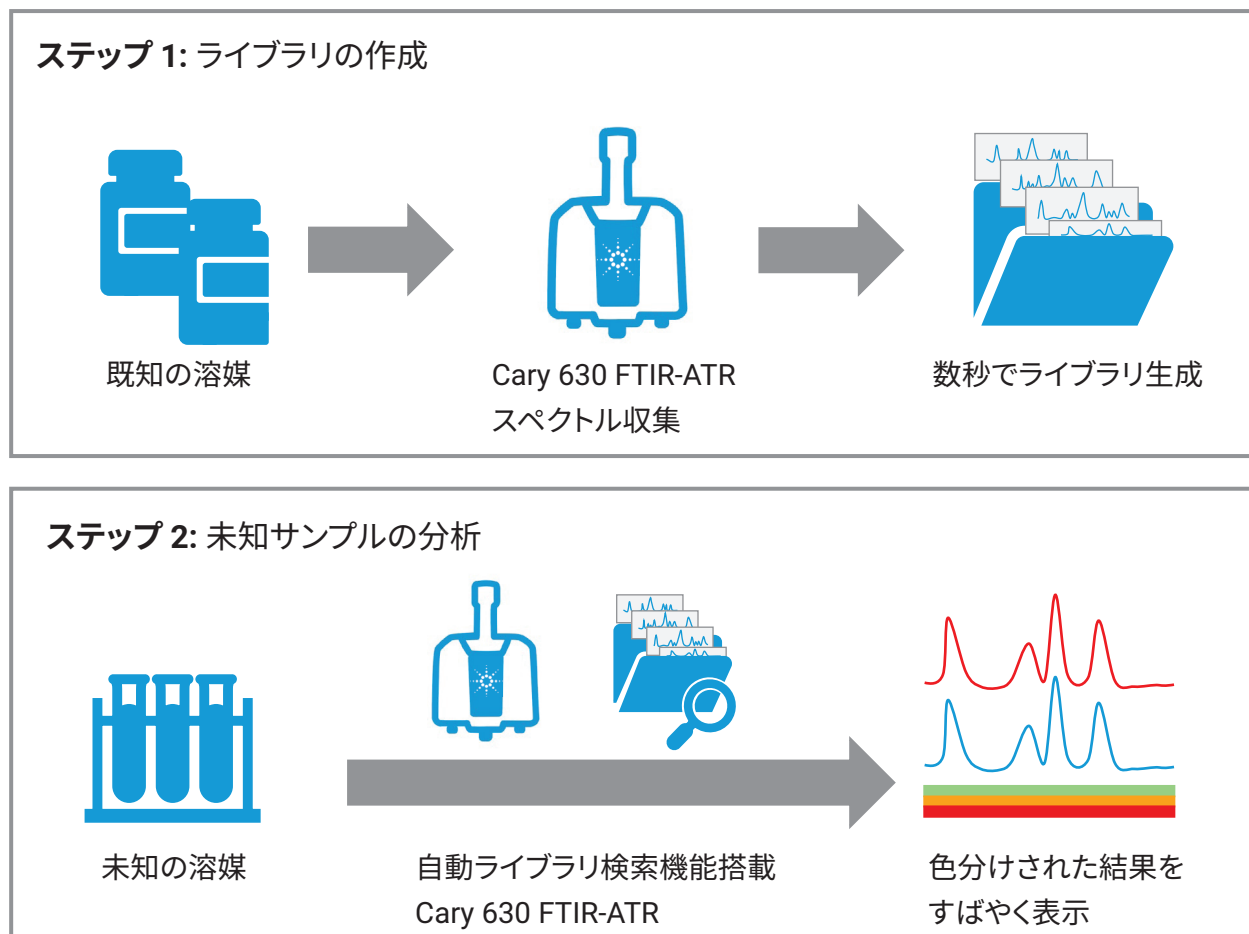 ステップ 1: ライブラリの作成
既知の溶媒
Cary 630 FTIR-ATR
スペクトル収集
数秒でライブラリ生成
ステップ 2: 未知サンプルの分析
未知の溶媒
自動ライブラリ検索機能搭載
Cary 630 FTIR-ATR
色分けされた結果を
すばやく表示